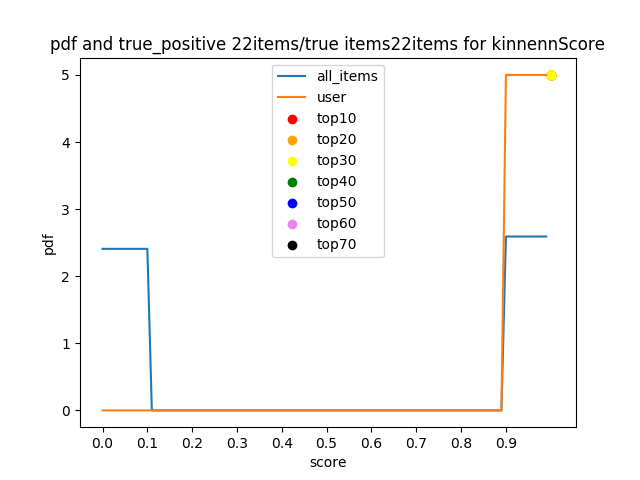 pdf and true_positive 22items/true items22items for kinnennScore
all_items
user
top10
top20
top30
top40
top50
top60
top70
5
4
3
2
1
0
pdf
0.0 0.1 0.2 0.3 0.4 0.5 0.6 0.7 0.8 0.9
score